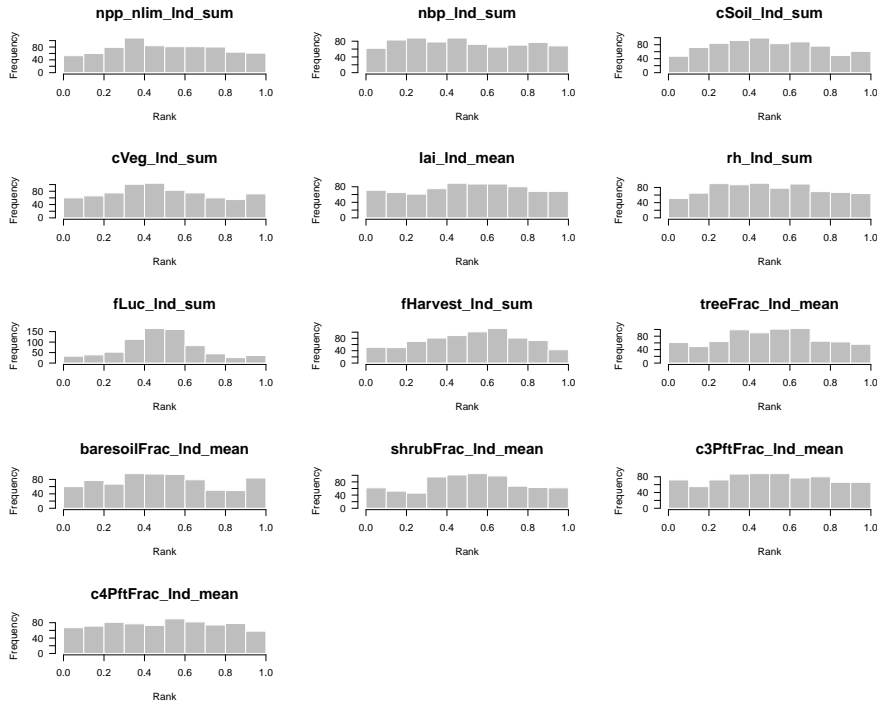 npp_nlim_lnd_sum
Frequency
0 40 80
0.0 0.2 0.4 0.6 0.8 1.0
Rank
nbp_lnd_sum
Frequency
0 40 80
0.0 0.2 0.4 0.6 0.8 1.0
Rank
cSoil_lnd_sum
Frequency
0 40 80
0.0 0.2 0.4 0.6 0.8 1.0
Rank
cVeg_lnd_sum
Frequency
0 40 80
0.0 0.2 0.4 0.6 0.8 1.0
Rank
lai_lnd_mean
Frequency
0 40 80
0.0 0.2 0.4 0.6 0.8 1.0
Rank
rh_lnd_sum
Frequency
0 40 80
0.0 0.2 0.4 0.6 0.8 1.0
Rank
fLuc_lnd_sum
Frequency
0 50 100 150
0.0 0.2 0.4 0.6 0.8 1.0
Rank
fHarvest_lnd_sum
Frequency
0 40 80
0.0 0.2 0.4 0.6 0.8 1.0
Rank
treeFrac_lnd_mean
Frequency
0 40 80
0.0 0.2 0.4 0.6 0.8 1.0
Rank
baresoilFrac_lnd_mean
Frequency
0 40 80
0.0 0.2 0.4 0.6 0.8 1.0
Rank
shrubFrac_lnd_mean
Frequency
0 40 80
0.0 0.2 0.4 0.6 0.8 1.0
Rank
c3PftFrac_lnd_mean
Frequency
0 40 80
0.0 0.2 0.4 0.6 0.8 1.0
Rank
c4PftFrac_lnd_mean
Frequency
0 40 80
0.0 0.2 0.4 0.6 0.8 1.0
Rank